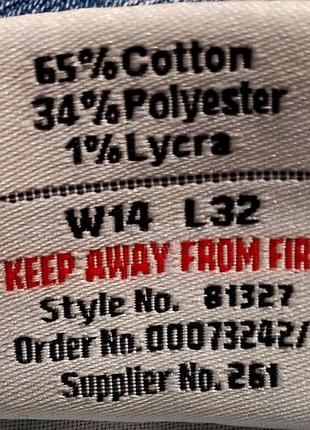 65% Cotton
34% Polyester
1% Lycra
W14 L32
KEEP AWAY FROM FIR
Style No. 81327
Order No. 00073242/
Supplier No. 261